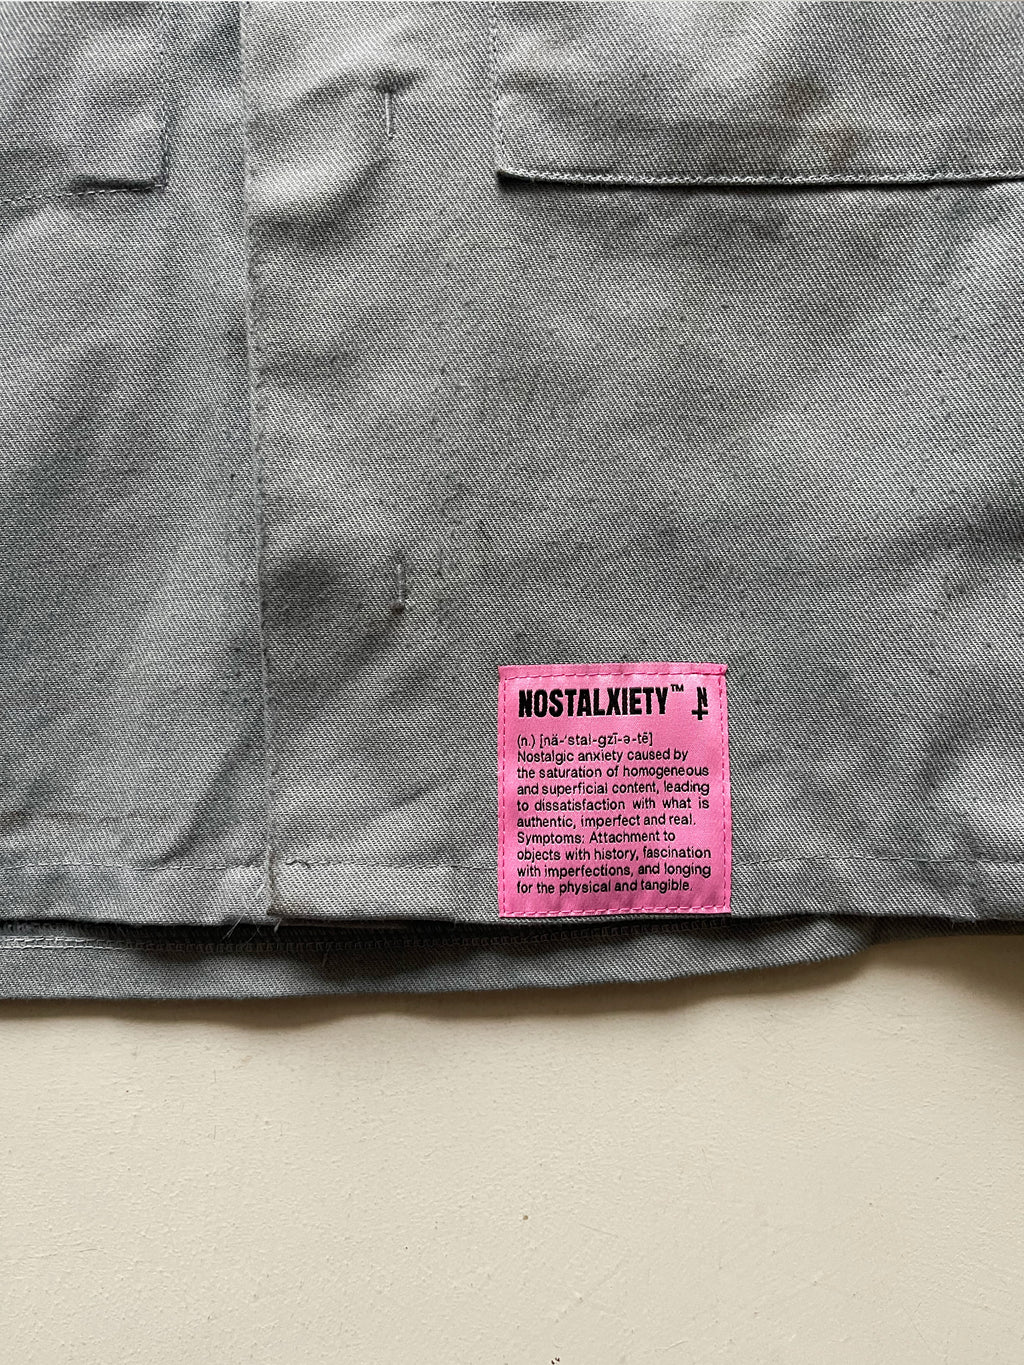 NOSTALXIETY™ N
(n.) [nä-ˈstal-gzī-ə-tē]
Nostalgic anxiety caused by
the saturation of homogeneous
and superficial content, leading
to dissatisfaction with what is
authentic, imperfect and real.
Symptoms: Attachment to
objects with history, fascination
with imperfections, and longing
for the physical and tangible.